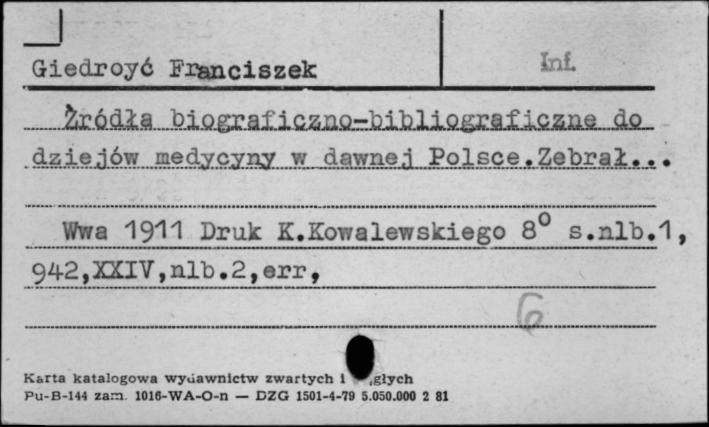 Giedroyć Franciszek
Inf.
Źródła biograficzno-bibliograficzne do
dziejów medycyny w dawnej Polsce.Zebrał...
Wwa 1911 Druk K.Kowalewskiego 8° s.nlb.1,
942,XXIV,nlb.2,err,
6
Karta katalogowa wydawnictw zwartych i
Pu-B-144 zam. 1016-WA-O-n — DZG 1501-4-79 5.050.000 2 81